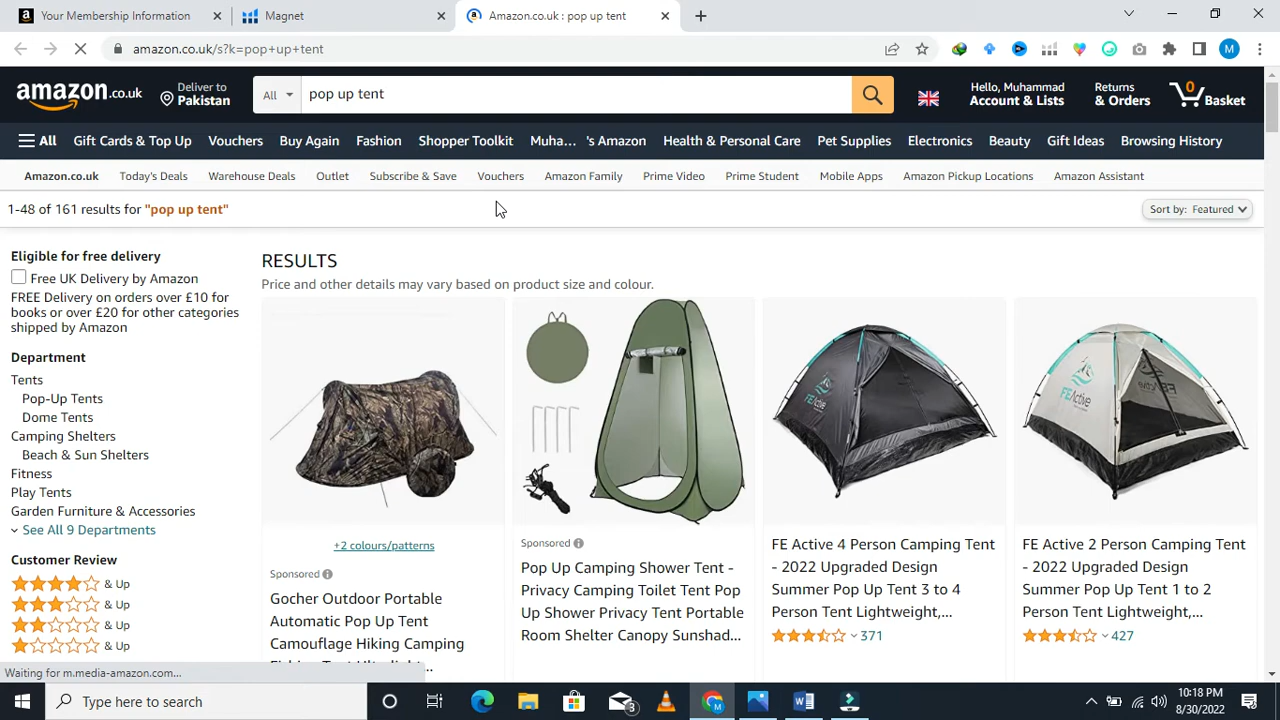 Your Membership Information
Magnet
Amazon.co.uk : pop up tent
amazon.co.uk/s?k=pop+up+tent
M
amazon.co.uk
Deliver to
Pakistan
All
pop up tent
Hello, Muhammad
Account & Lists
Returns
& Orders
0
Basket
All
Gift Cards & Top Up
Vouchers
Buy Again
Fashion
Shopper Toolkit
Muha... 's Amazon
Health & Personal Care
Pet Supplies
Electronics
Beauty
Gift Ideas
Browsing History
Amazon.co.uk
Today's Deals
Warehouse Deals
Outlet
Subscribe & Save
Vouchers
Amazon Family
Prime Video
Prime Student
Mobile Apps
Amazon Pickup Locations
Amazon Assistant
1-48 of 161 results for "pop up tent"
Sort by: Featured
Eligible for free delivery
Free UK Delivery by Amazon
FREE Delivery on orders over £10 for
books or over £20 for other categories
shipped by Amazon
Department
Tents
Pop-Up Tents
Dome Tents
Camping Shelters
Beach & Sun Shelters
Fitness
Play Tents
Garden Furniture & Accessories
See All 9 Departments
Customer Review
& Up
& Up
& Up
& Up
RESULTS
Price and other details may vary based on product size and colour.
+2 colours/patterns
Sponsored
Gocher Outdoor Portable
Automatic Pop Up Tent
Camouflage Hiking Camping
Sponsored
Pop Up Camping Shower Tent -
Privacy Camping Toilet Tent Pop
Up Shower Privacy Tent Portable
Room Shelter Canopy Sunshad...
FE Active
FE Active 4 Person Camping Tent
- 2022 Upgraded Design
Summer Pop Up Tent 3 to 4
Person Tent Lightweight,...
371
FE Active
FE Active 2 Person Camping Tent
- 2022 Upgraded Design
Summer Pop Up Tent 1 to 2
Person Tent Lightweight,...
427
Waiting for m.media-amazon.com...
Type here to search
10:18 PM
8/30/2022